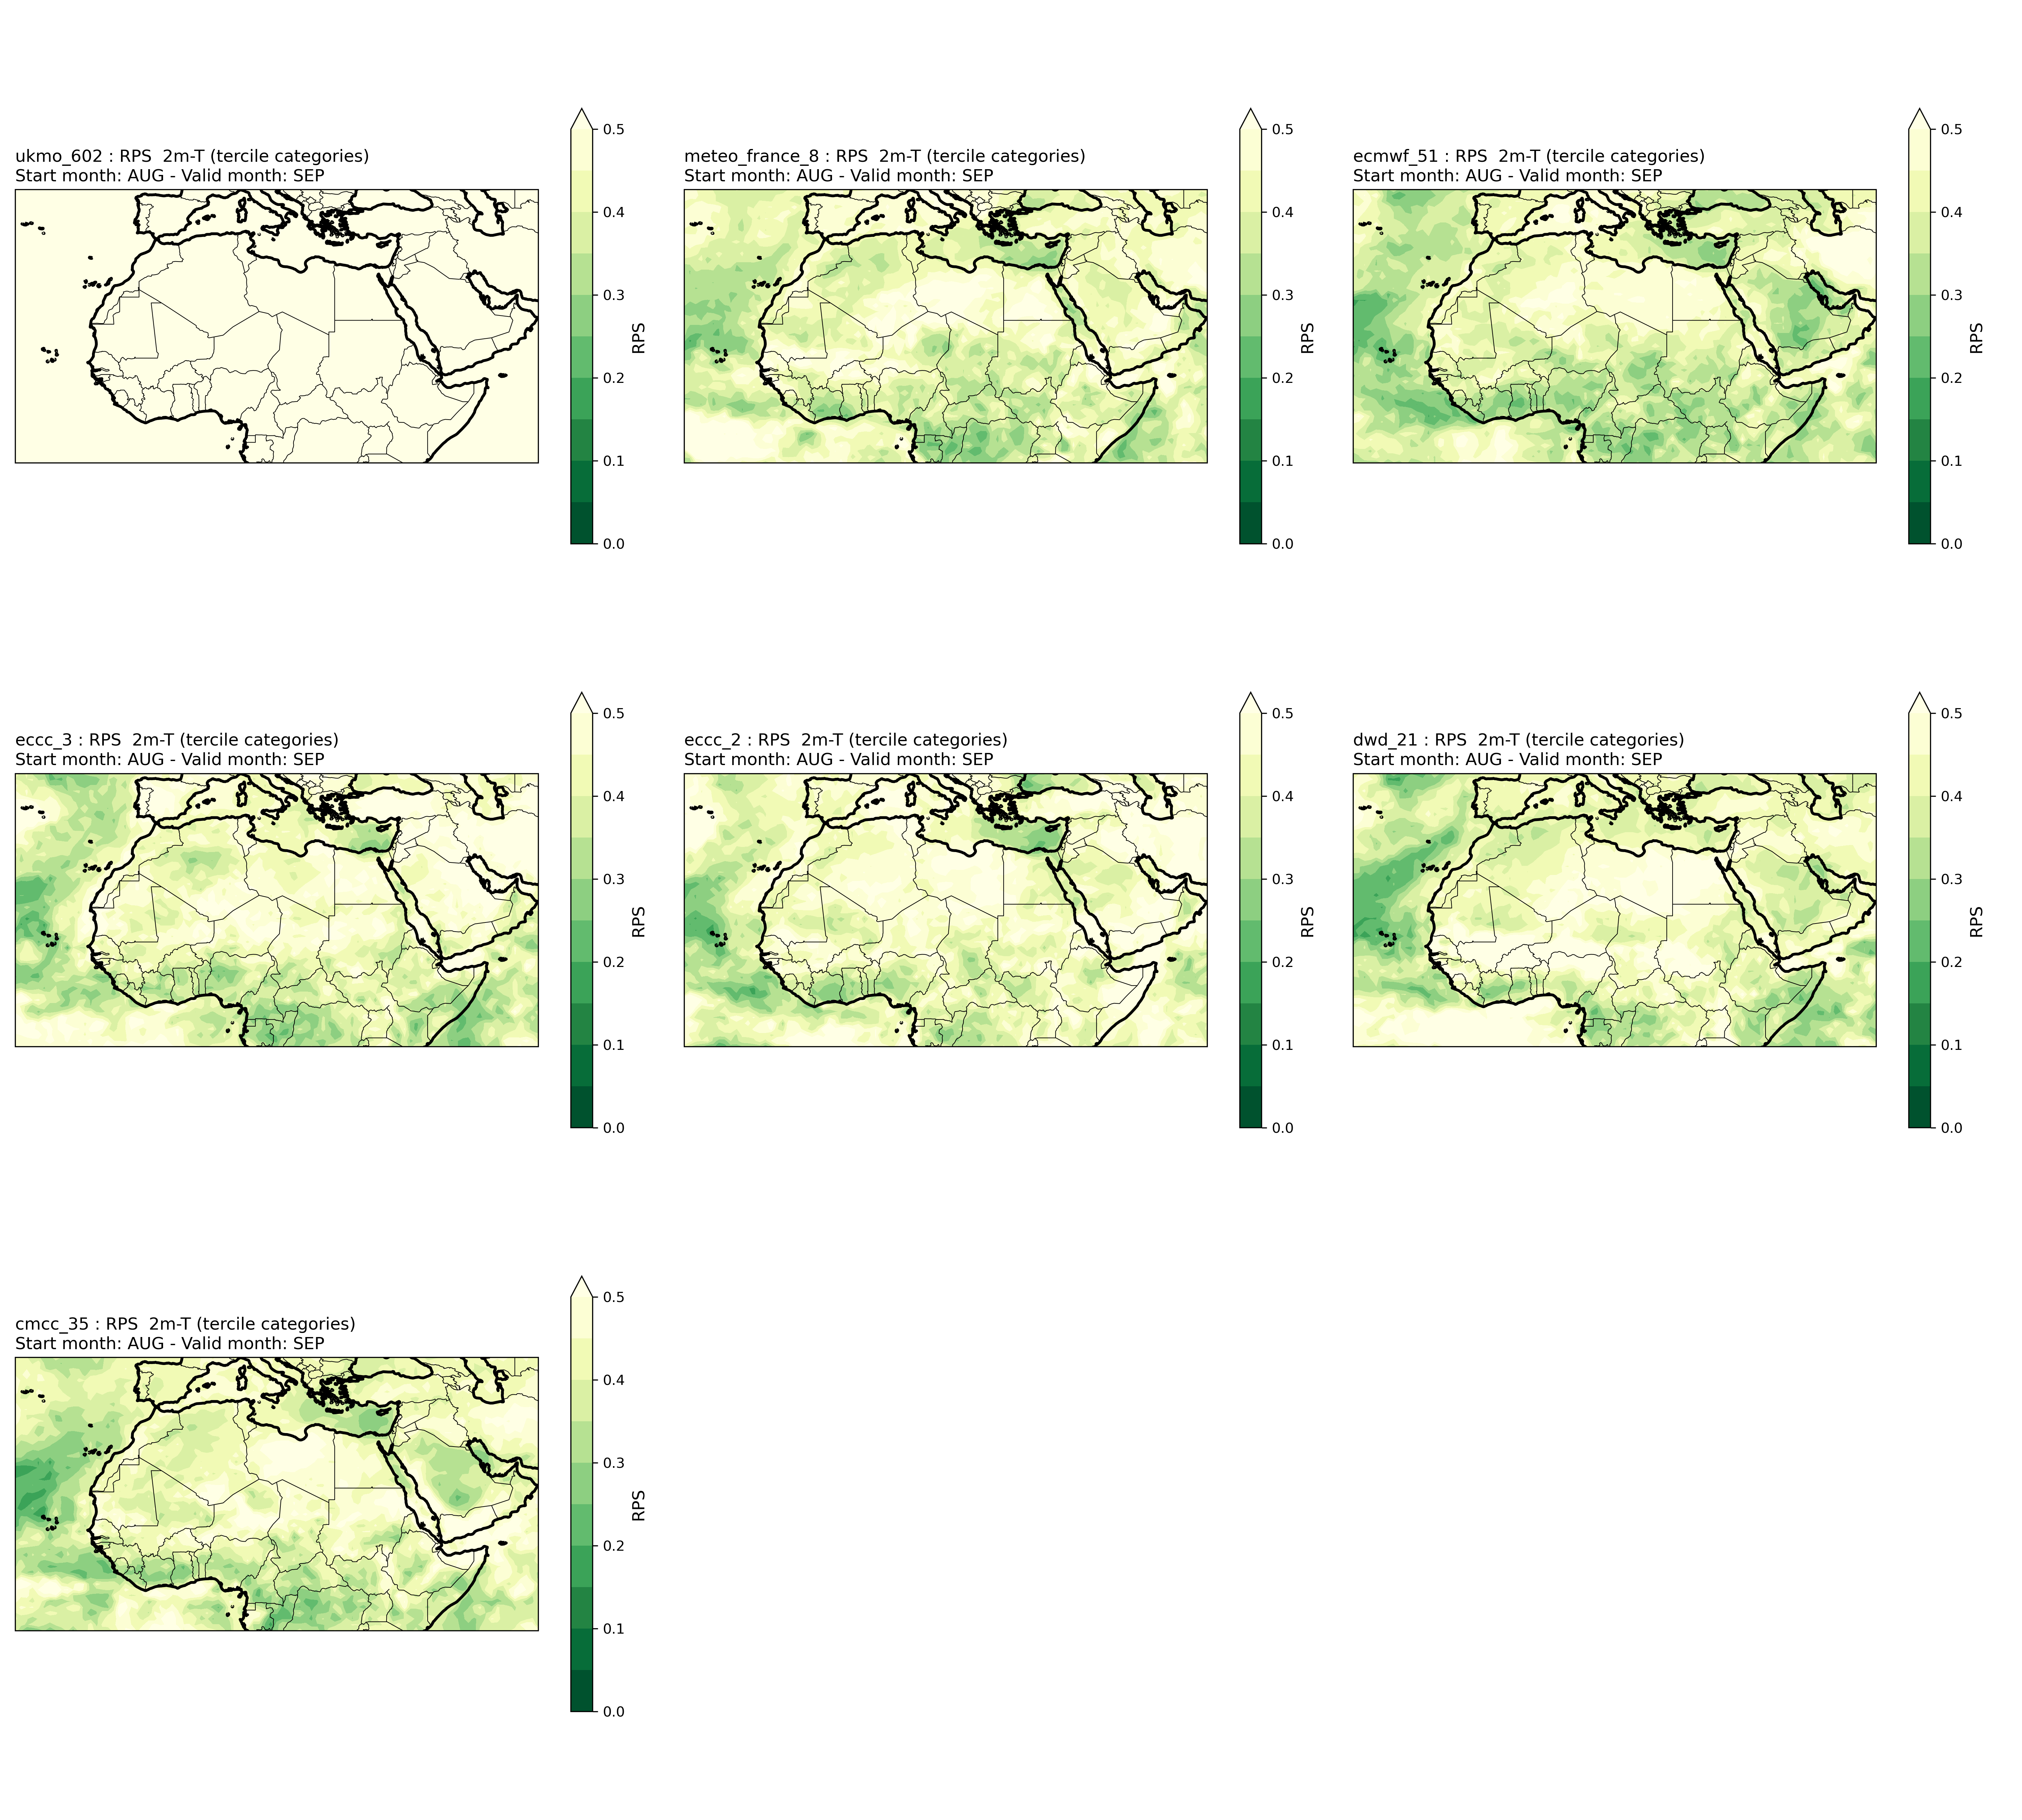 ukmo_602 : RPS  2m-T (tercile categories)
Start month: AUG - Valid month: SEP
0.5
0.4
0.3
0.2
0.1
0.0
RPS
meteo_france_8 : RPS  2m-T (tercile categories)
Start month: AUG - Valid month: SEP
0.5
0.4
0.3
0.2
0.1
0.0
RPS
ecmwf_51 : RPS  2m-T (tercile categories)
Start month: AUG - Valid month: SEP
0.5
0.4
0.3
0.2
0.1
0.0
RPS
eccc_3 : RPS  2m-T (tercile categories)
Start month: AUG - Valid month: SEP
0.5
0.4
0.3
0.2
0.1
0.0
RPS
eccc_2 : RPS  2m-T (tercile categories)
Start month: AUG - Valid month: SEP
0.5
0.4
0.3
0.2
0.1
0.0
RPS
dwd_21 : RPS  2m-T (tercile categories)
Start month: AUG - Valid month: SEP
0.5
0.4
0.3
0.2
0.1
0.0
RPS
cmcc_35 : RPS  2m-T (tercile categories)
Start month: AUG - Valid month: SEP
0.5
0.4
0.3
0.2
0.1
0.0
RPS